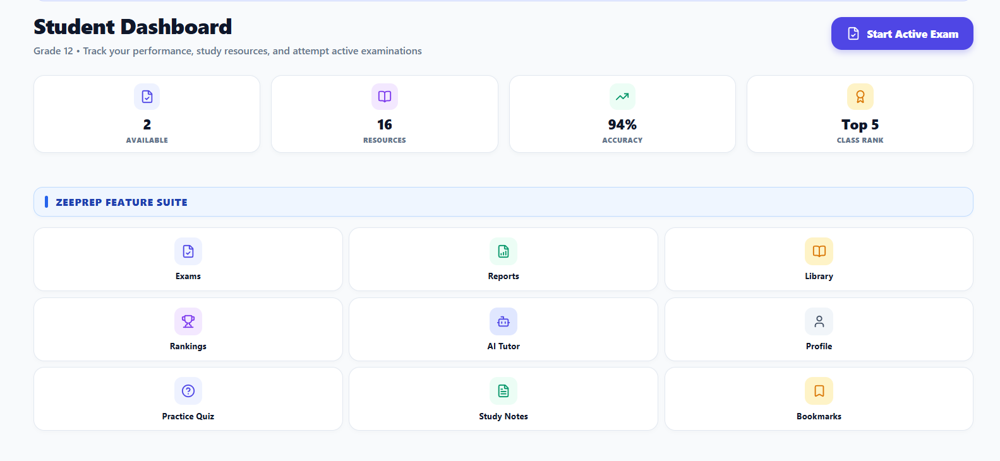 Student Dashboard
Start Active Exam
Grade 12 • Track your performance, study resources, and attempt active examinations
2
AVAILABLE
16
RESOURCES
94%
ACCURACY
Top 5
CLASS RANK
ZEEPREP FEATURE SUITE
Exams
Reports
Library
Rankings
AI Tutor
Profile
Practice Quiz
Study Notes
Bookmarks